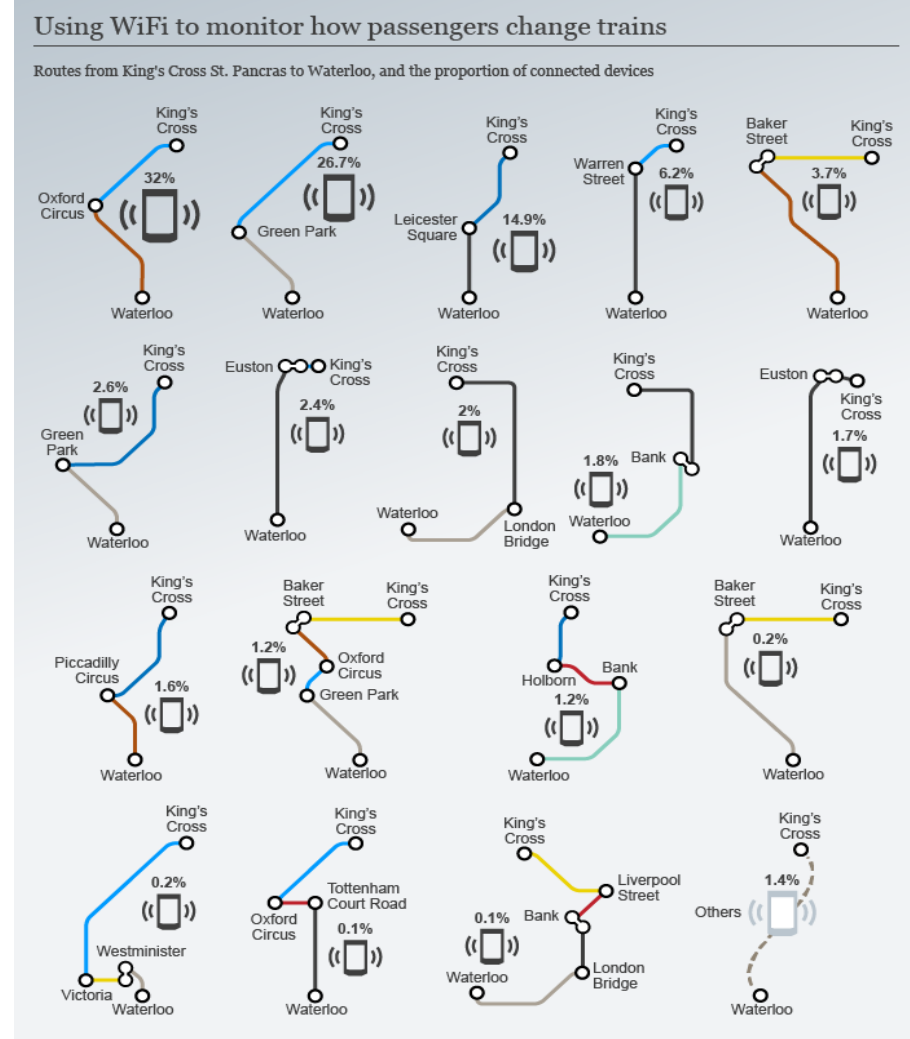 Using WiFi to monitor how passengers change trains
Routes from King's Cross St. Pancras to Waterloo, and the proportion of connected devices
King's
Cross
32%
Oxford
Circus
Waterloo
King's
Cross
26.7%
Green Park
Waterloo
King's
Cross
Leicester
Square
14.9%
Waterloo
King's
Cross
Warren
Street
6.2%
Waterloo
Baker
Street
King's
Cross
3.7%
Waterloo
King's
Cross
2.6%
Green
Park
Waterloo
Euston
King's
Cross
2.4%
Waterloo
King's
Cross
2%
Waterloo
London
Bridge
King's
Cross
Bank
1.8%
Waterloo
Euston
King's
Cross
1.7%
Waterloo
King's
Cross
Piccadilly
Circus
1.6%
Waterloo
Baker
Street
King's
Cross
1.2%
Oxford
Circus
Green Park
Waterloo
King's
Cross
Holborn
Bank
1.2%
Waterloo
Baker
Street
King's
Cross
0.2%
Waterloo
King's
Cross
0.2%
Westminister
Victoria
Waterloo
King's
Cross
Oxford
Circus
Tottenham
Court Road
0.1%
Waterloo
King's
Cross
Liverpool
Street
Bank
0.1%
London
Bridge
Waterloo
King's
Cross
1.4%
Others
Waterloo